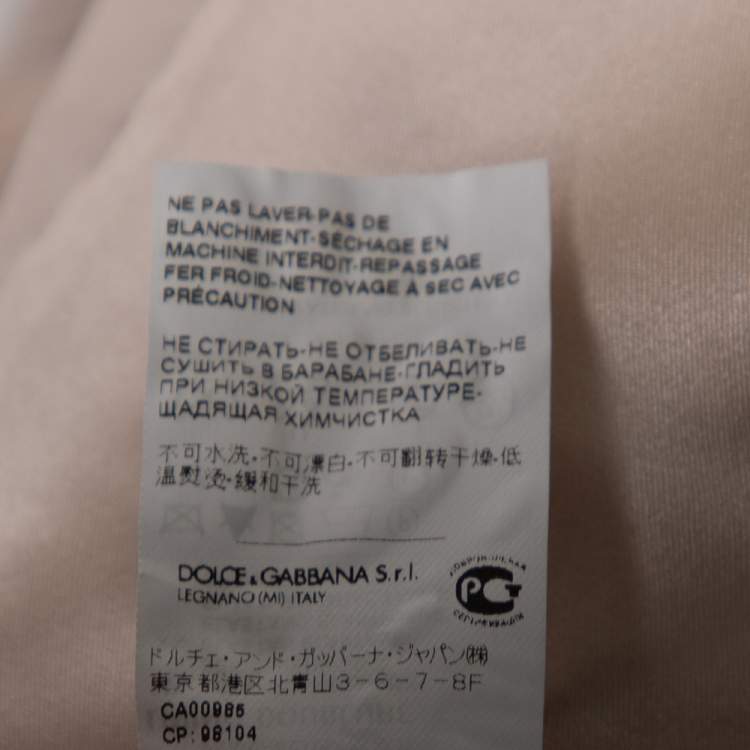 NE PAS LAVER-PAS DE
BLANCHIMENT-SÉCHAGE EN
MACHINE INTERDIT-REPASSAGE
FER FROID-NETTOYAGE À SEC AVEC
PRÉCAUTION
НЕ СТИРАТЬ-НЕ ОТБЕЛИВАТЬ-НЕ
СУШИТЬ В БАРАБАНЕ-ГЛАДИТЬ
ПРИ НИЗКОЙ ТЕМПЕРАТУРЕ-
ЩАДЯЩАЯ ХИМЧИСТКА
不可水洗·不可漂白·不可翻转干燥·低
温熨烫·缓和干洗
DOLCE & GABBANA S.r.l.
LEGNANO (MI) ITALY
РСТ
ドルチェ・アンド・ガッバーナ・ジャパン㈱
東京都港区北青山3-6-7-8F
CA00985
CP: 98104